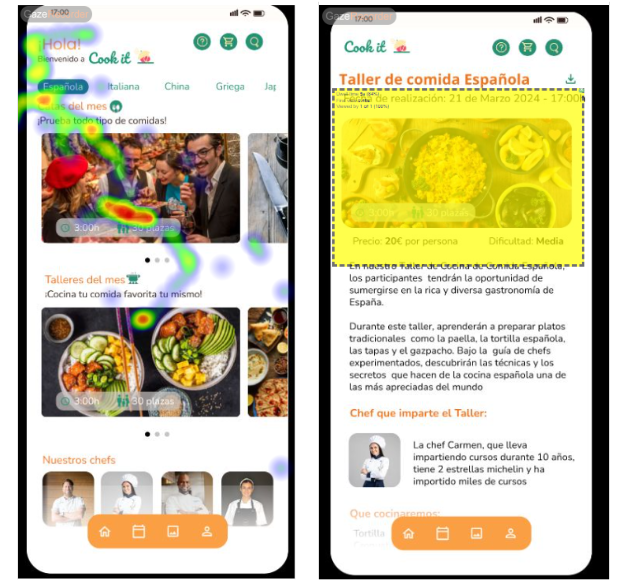 17:00
Hola!
Bienvenido a Cook it
Española Italiana China Griega Jap
del mes
¡Prueba todo tipo de comidas!
3:00h 30 plazas
Talleres del mes
¡Cocina tu comida favorita tu mismo!
3:00h 30 plazas
Nuestros chefs
17:00
Cook it
Taller de comida Española
de realización: 21 de Marzo 2024 - 17:00h
3:00h 30 plazas
Precio: 20€ por persona Dificultad: Media
En nuestro Taller de Cocina de Comida Española,
los participantes tendrán la oportunidad de
sumergirse en la rica y diversa gastronomía de
España.
Durante este taller, aprenderán a preparar platos
tradicionales como la paella, la tortilla española,
las tapas y el gazpacho. Bajo la guía de chefs
experimentados, descubrirán las técnicas y los
secretos que hacen de la cocina española una de
las más apreciadas del mundo
Chef que imparte el Taller:
La chef Carmen, que lleva
impartiendo cursos durante 10 años,
tiene 2 estrellas michelin y ha
importido miles de cursos
Que cocinaremos:
Tortilla